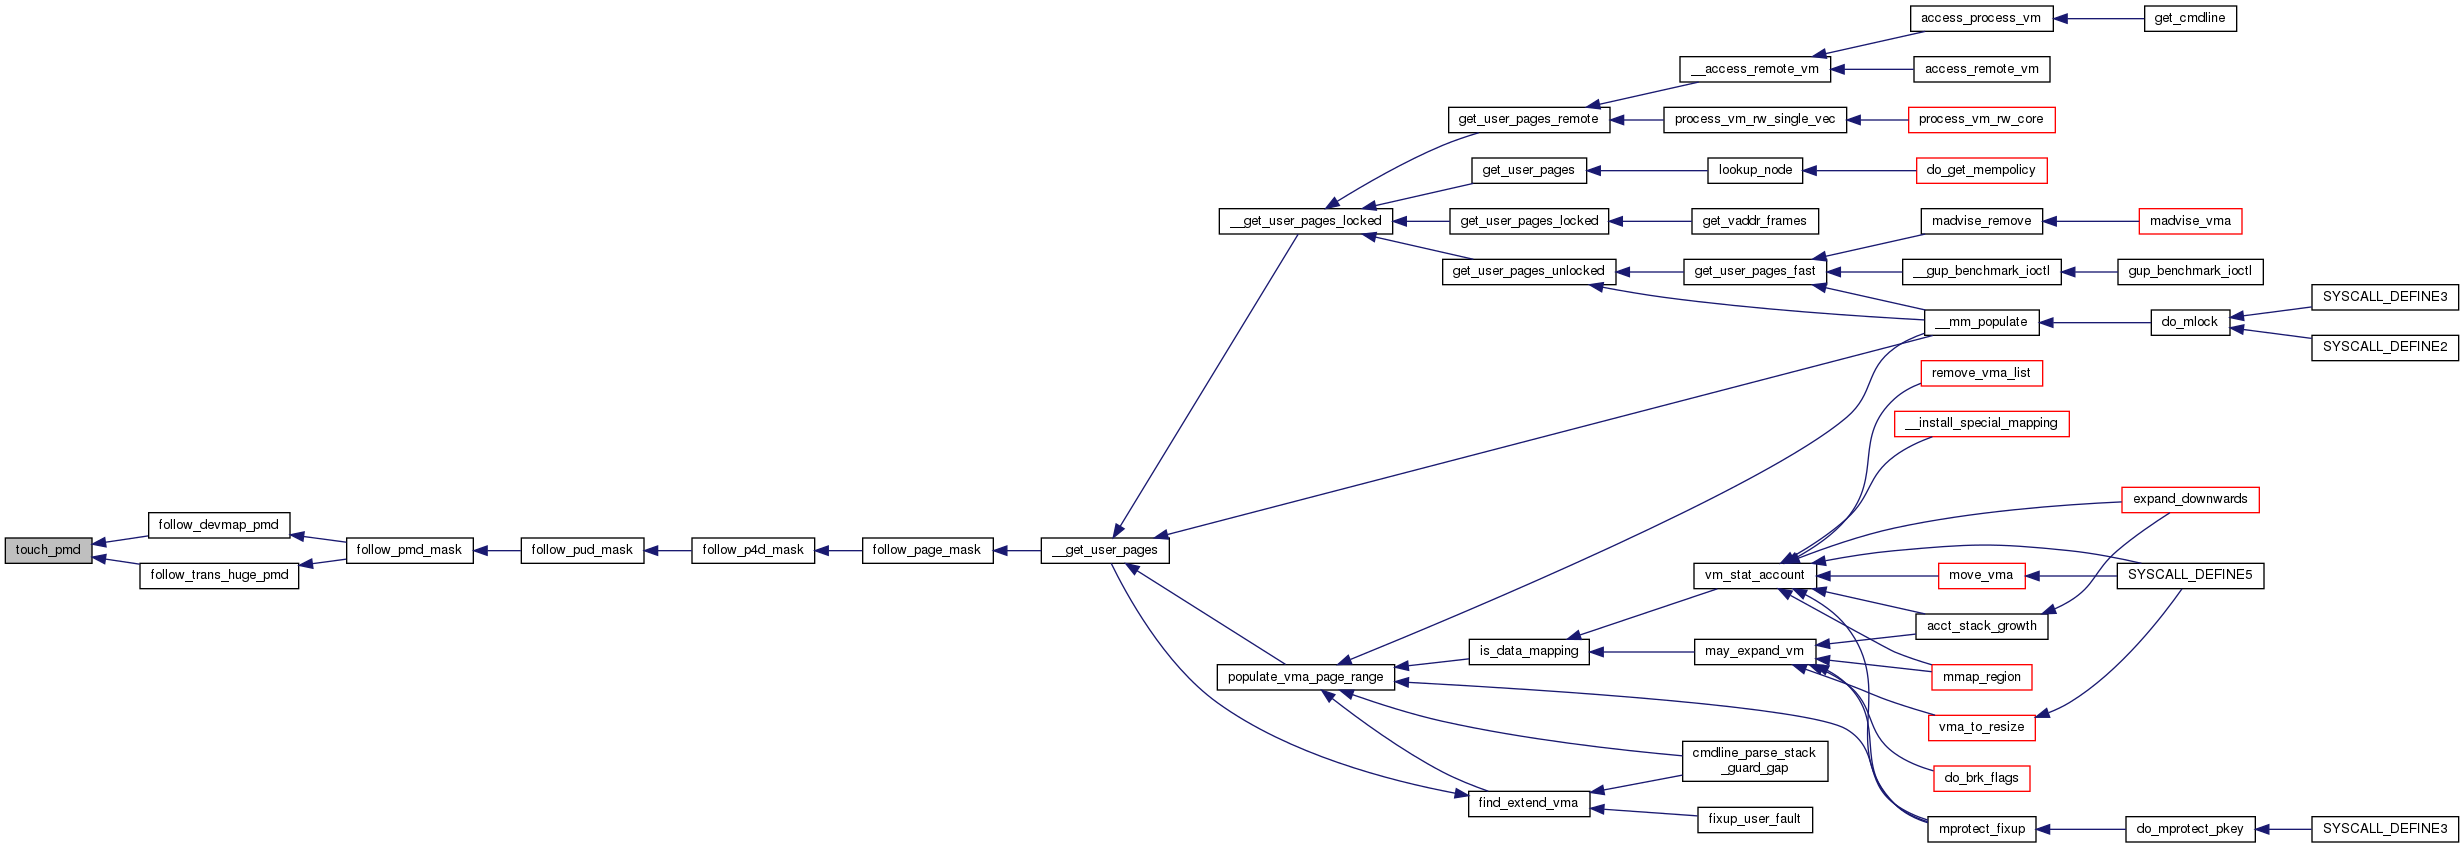 access_process_vm
get_cmdline
__access_remote_vm
access_remote_vm
get_user_pages_remote
process_vm_rw_single_vec
process_vm_rw_core
get_user_pages
lookup_node
do_get_mempolicy
__get_user_pages_locked
get_user_pages_locked
get_vaddr_frames
madvise_remove
madvise_vma
get_user_pages_unlocked
get_user_pages_fast
__gup_benchmark_ioctl
gup_benchmark_ioctl
SYSCALL_DEFINE3
__mm_populate
do_mlock
SYSCALL_DEFINE2
remove_vma_list
__install_special_mapping
expand_downwards
touch_pmd
follow_devmap_pmd
follow_trans_huge_pmd
follow_pmd_mask
follow_pud_mask
follow_p4d_mask
follow_page_mask
__get_user_pages
vm_stat_account
move_vma
SYSCALL_DEFINE5
acct_stack_growth
is_data_mapping
may_expand_vm
populate_vma_page_range
mmap_region
vma_to_resize
cmdline_parse_stack
_guard_gap
do_brk_flags
find_extend_vma
fixup_user_fault
mprotect_fixup
do_mprotect_pkey
SYSCALL_DEFINE3